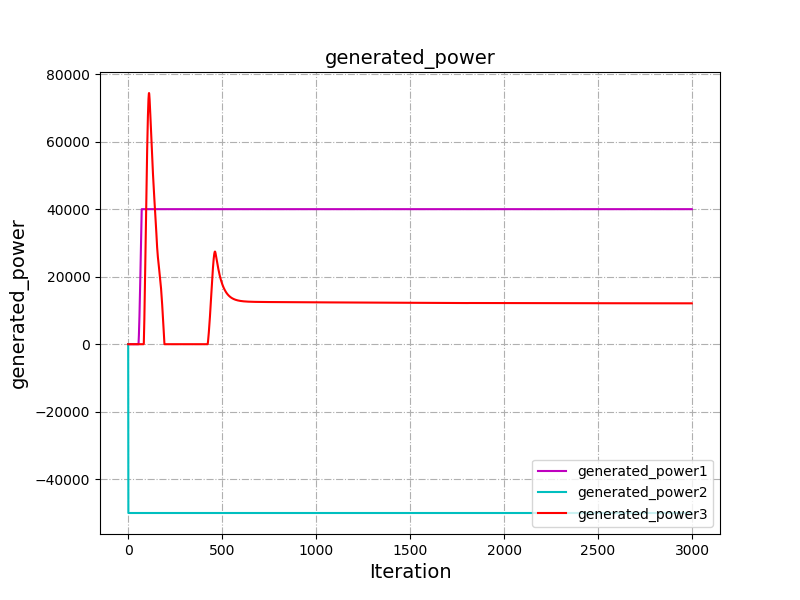 generated_power
80000
60000
40000
20000
0
−20000
−40000
generated_power
generated_power1
generated_power2
generated_power3
0 500 1000 1500 2000 2500 3000
Iteration